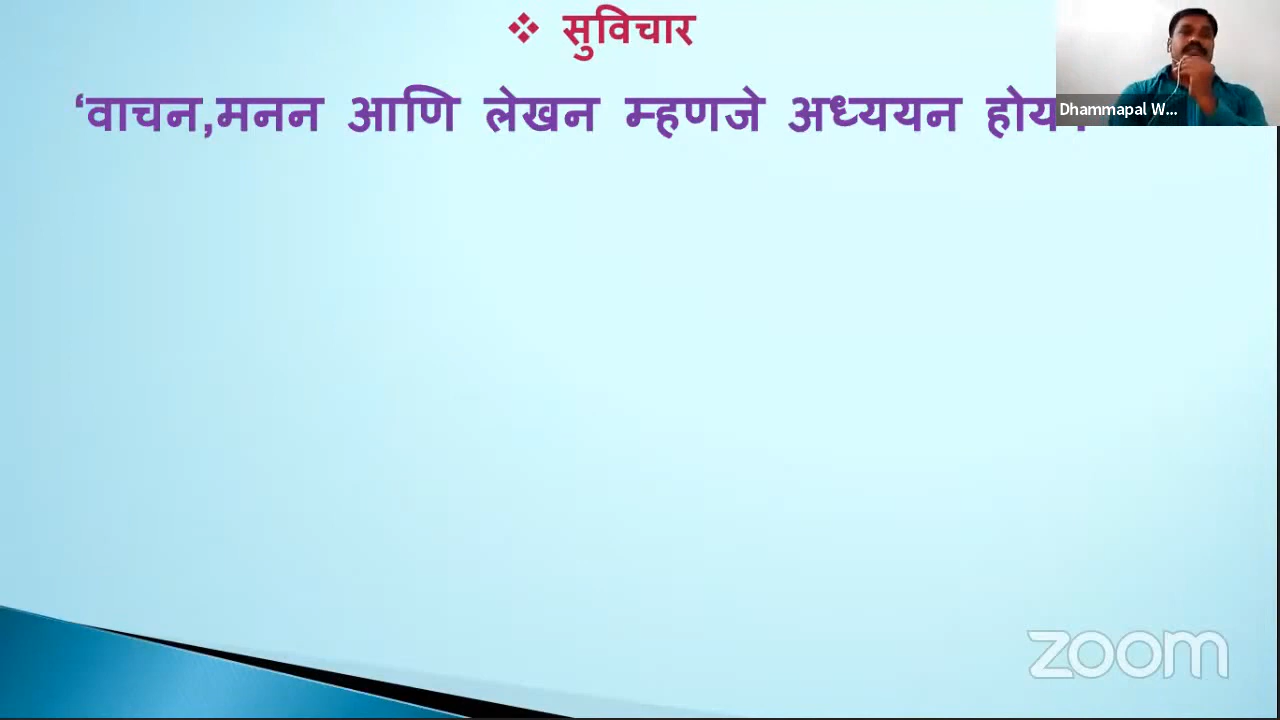 ❖ सुविचार
‘वाचन,मनन आणि लेखन म्हणजे अध्ययन होय
Dhammapal W...
zoom